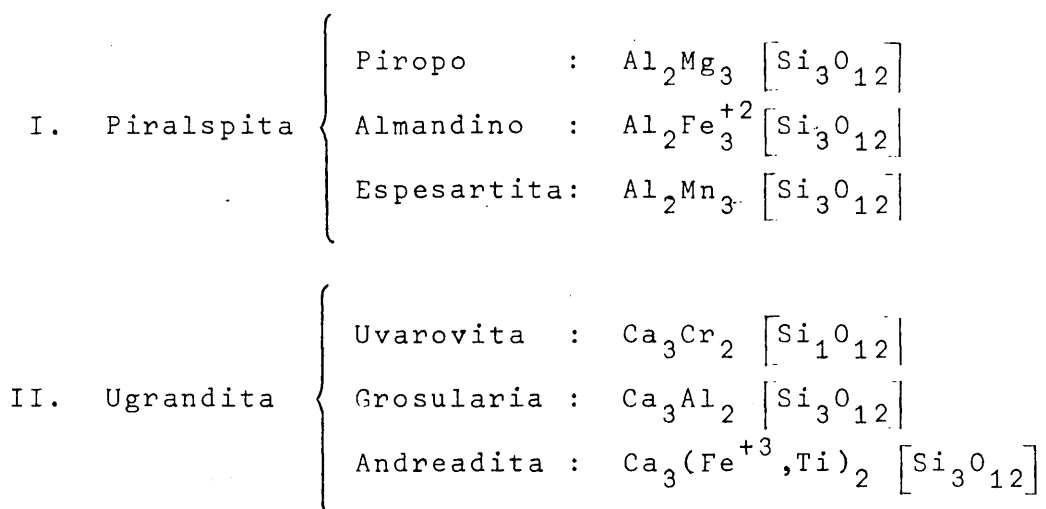 Piropo : Al2Mg3 [Si3O12]
I. Piralspita { Almandino : Al2Fe3+2 [Si3O12]
Espesartita: Al2Mn3 [Si3O12]
Uvarovita : Ca3Cr2 [Si1O12]
II. Ugrandita { Grosularia : Ca3Al2 [Si3O12]
Andreadita : Ca3(Fe+3,Ti)2 [Si3O12]